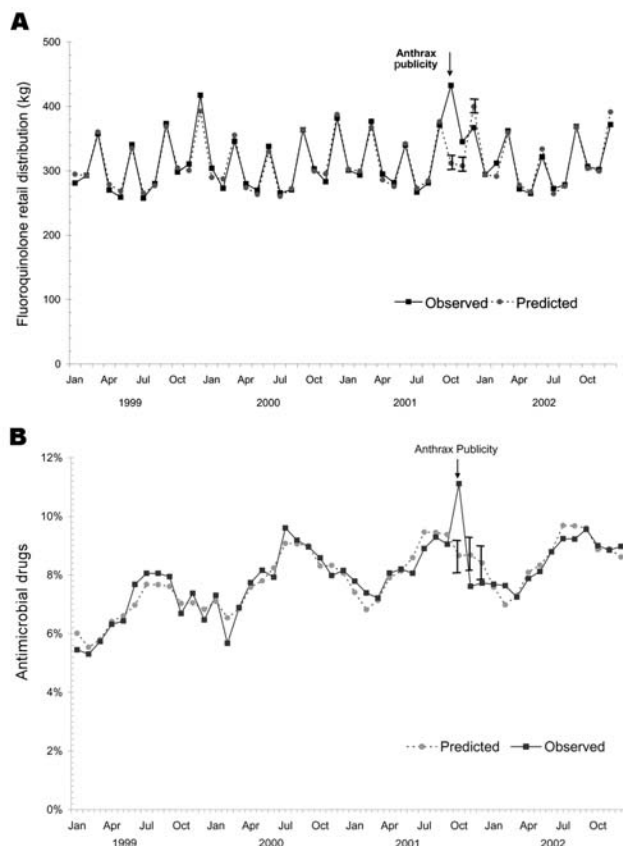 A
Anthrax
publicity
500
400
300
200
100
0
Fluoroquinolone retail distribution (kg)
Observed Predicted
Jan Apr Jul Oct Jan Apr Jul Oct Jan Apr Jul Oct Jan Apr Jul Oct
1999 2000 2001 2002
B
Anthrax Publicity
12%
10%
8%
6%
4%
2%
0%
Antimicrobial drugs
Predicted Observed
Jan Apr Jul Oct Jan Apr Jul Oct Jan Apr Jul Oct Jan Apr Jul Oct
1999 2000 2001 2002